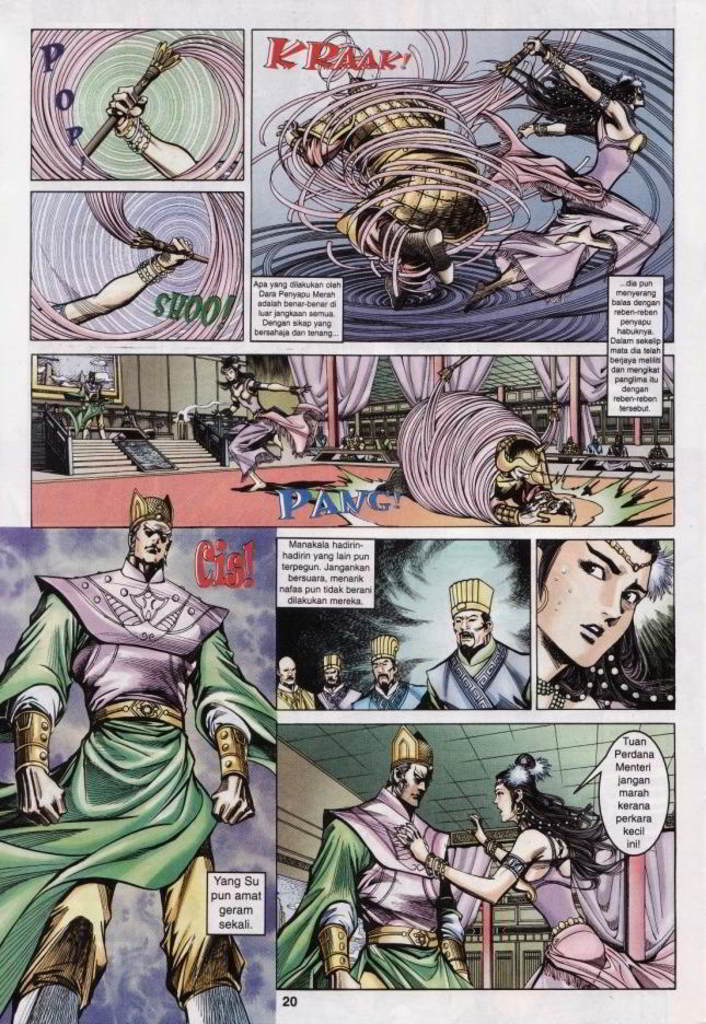 POP!
KRAAK!
SHOO!
Apa yang dilakukan oleh
Dara Penyapu Merah
adalah benar-benar di
luar jangkaan semua.
Dengan sikap yang
bersahaja dan tenang...
...dia pun
menyerang
balas dengan
reben-reben
penyapu
habuknya.
Dalam sekelip
mata dia telah
berjaya meliliti
dan mengikat
panglima itu
dengan
reben-reben
tersebut.
PANG!
Cis!
Manakala hadirin-
hadirin yang lain pun
terpegun. Jangankan
bersuara, menarik
nafas pun tidak berani
dilakukan mereka.
Yang Su
pun amat
geram
sekali.
Tuan
Perdana
Menteri
jangan
marah
kerana
perkara
kecil
ini!
20